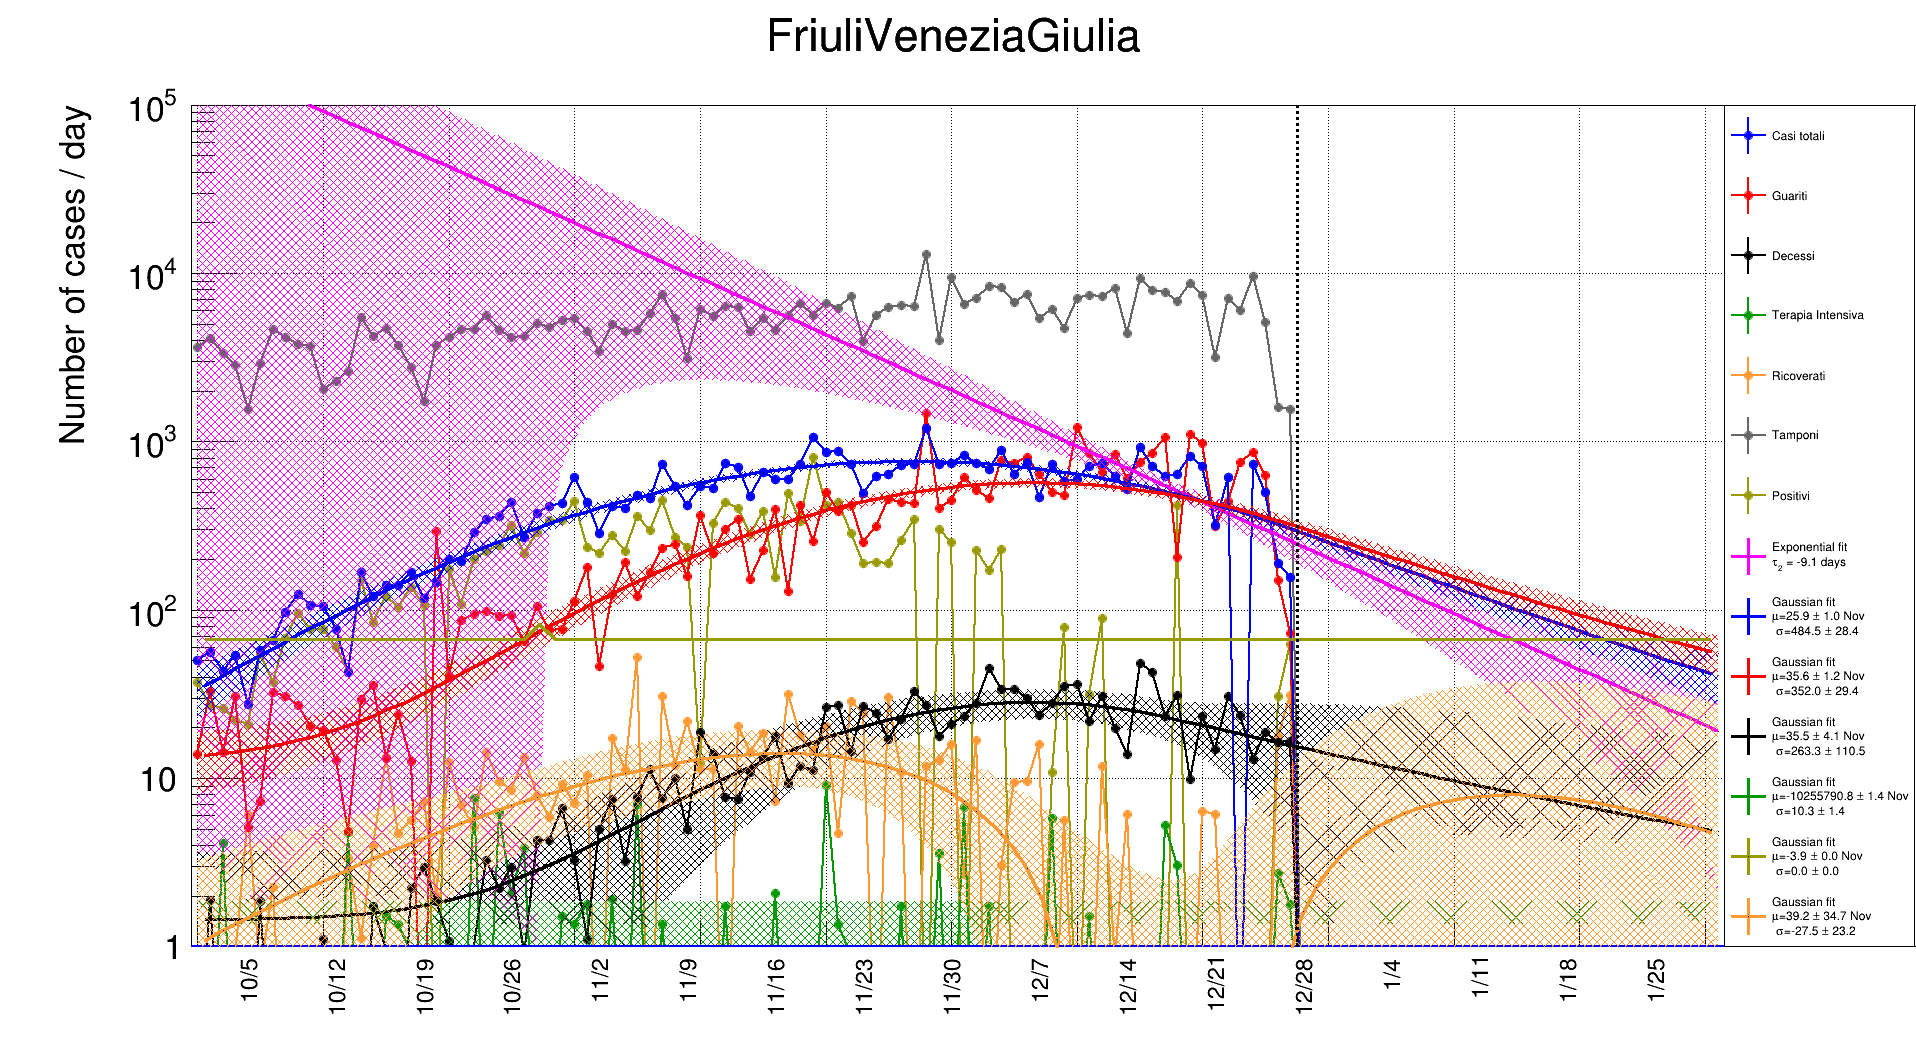 FriuliVeneziaGiulia
Number of cases / day
10^5
10^4
10^3
10^2
10
1
10/5
10/12
10/19
10/26
11/2
11/9
11/16
11/23
11/30
12/7
12/14
12/21
12/28
1/4
1/11
1/18
1/25
Casi totali
Guariti
Decessi
Terapia Intensiva
Ricoverati
Tamponi
Positivi
Exponential fit
τ₂ = -9.1 days
Gaussian fit
μ=25.9 ± 1.0 Nov
σ=484.5 ± 28.4
Gaussian fit
μ=35.6 ± 1.2 Nov
σ=352.0 ± 29.4
Gaussian fit
μ=35.5 ± 4.1 Nov
σ=263.3 ± 110.5
Gaussian fit
μ=-10255790.8 ± 1.4 Nov
σ=10.3 ± 1.4
Gaussian fit
μ=-3.9 ± 0.0 Nov
σ=0.0 ± 0.0
Gaussian fit
μ=39.2 ± 34.7 Nov
σ=-27.5 ± 23.2